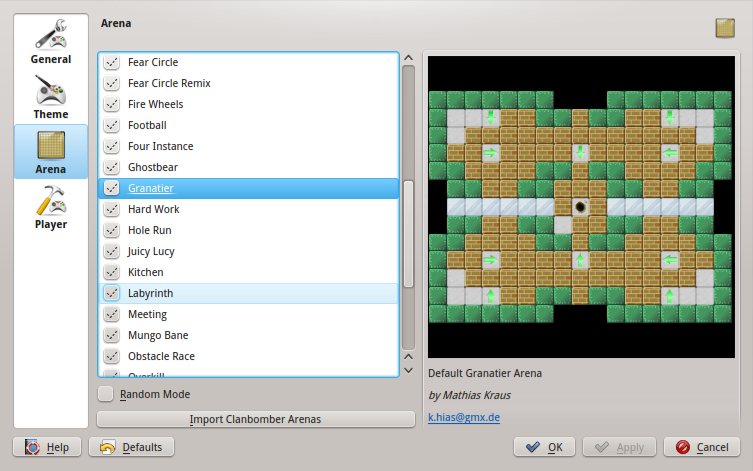 Arena
General
Theme
Arena
Player
Fear Circle
Fear Circle Remix
Fire Wheels
Football
Four Instance
Ghostbear
Granatier
Hard Work
Hole Run
Juicy Lucy
Kitchen
Labyrinth
Meeting
Mungo Bane
Obstacle Race
Overkill
Random Mode
Import Clanbomber Arenas
Default Granatier Arena
by Mathias Kraus
k.hias@gmx.de
Help
Defaults
OK
Apply
Cancel